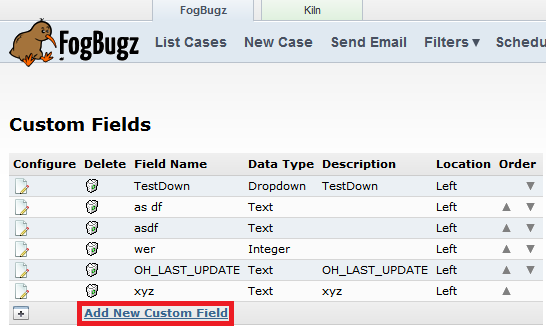 FogBugz Kiln
FogBugz List Cases New Case Send Email Filters ▾ Schedu
Custom Fields
Configure Delete Field Name Data Type Description Location Order
TestDown Dropdown TestDown Left
as df Text Left
asdf Text Left
wer Integer Left
OH_LAST_UPDATE Text OH_LAST_UPDATE Left
xyz Text xyz Left
Add New Custom Field